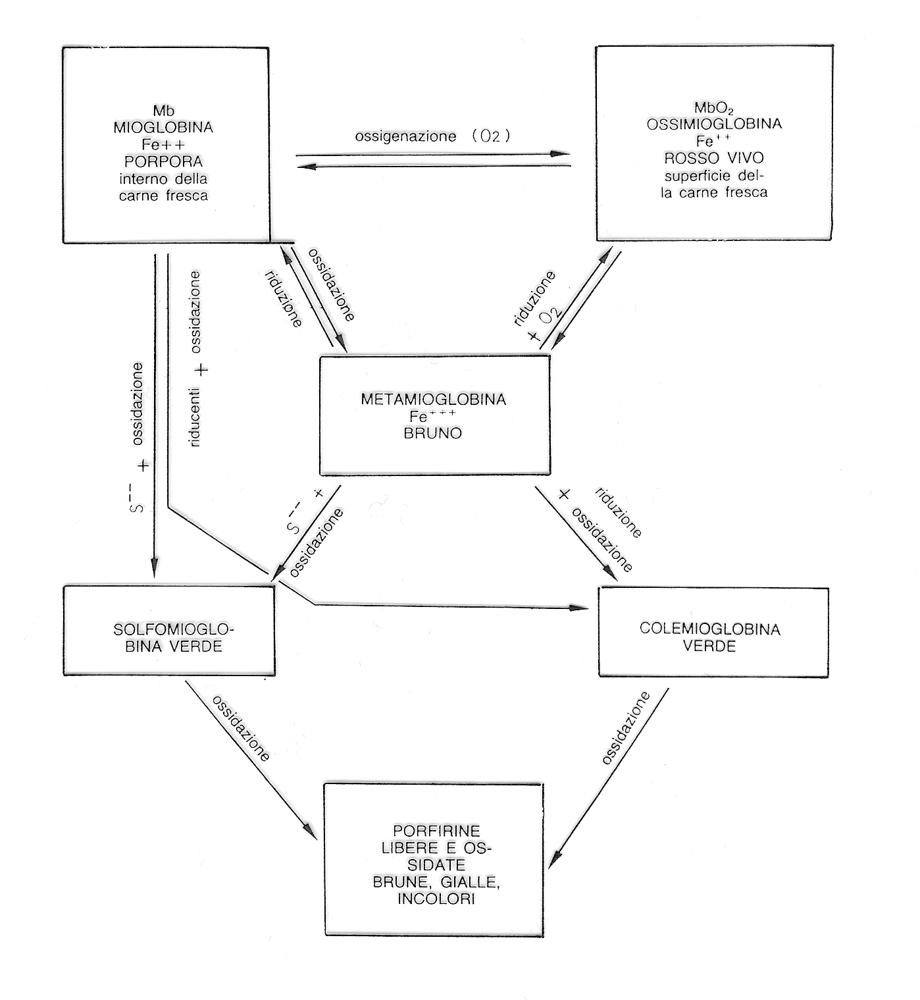 Mb
MIOGLOBINA
Fe++
PORPORA
interno della
carne fresca
ossigenazione (O2)
MbO₂
OSSIMIOGLOBINA
Fe⁺⁺
ROSSO VIVO
superficie del-
la carne fresca
riduzione
ossidazione
riduzione
+ O2
S-- + ossidazione
riducenti + ossidazione
METAMIOGLOBINA
Fe⁺⁺⁺
BRUNO
S-- +
ossidazione
riduzione
+ ossidazione
SOLFOMIOGLO-
BINA VERDE
COLEMIOGLOBINA
VERDE
ossidazione
ossidazione
PORFIRINE
LIBERE E OS-
SIDATE
BRUNE, GIALLE,
INCOLORI